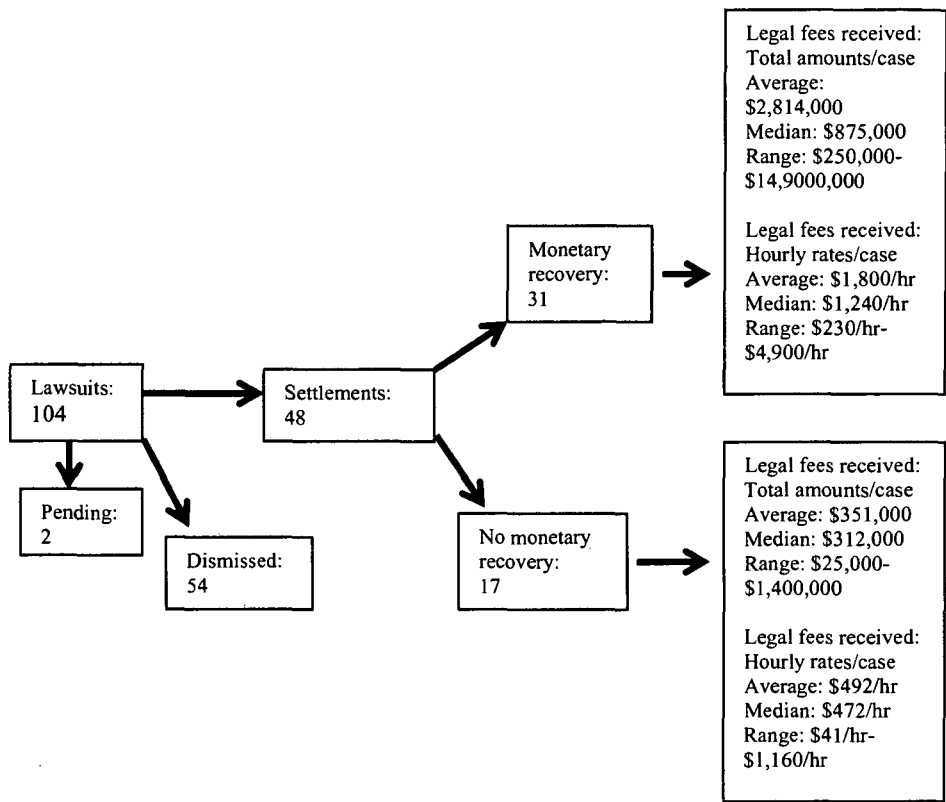 Lawsuits:
104
Pending:
2
Dismissed:
54
Settlements:
48
Monetary
recovery:
31
No monetary
recovery:
17
Legal fees received:
Total amounts/case
Average:
$2,814,000
Median: $875,000
Range: $250,000-
$14,9000,000
Legal fees received:
Hourly rates/case
Average: $1,800/hr
Median: $1,240/hr
Range: $230/hr-
$4,900/hr
Legal fees received:
Total amounts/case
Average: $351,000
Median: $312,000
Range: $25,000-
$1,400,000
Legal fees received:
Hourly rates/case
Average: $492/hr
Median: $472/hr
Range: $41/hr-
$1,160/hr